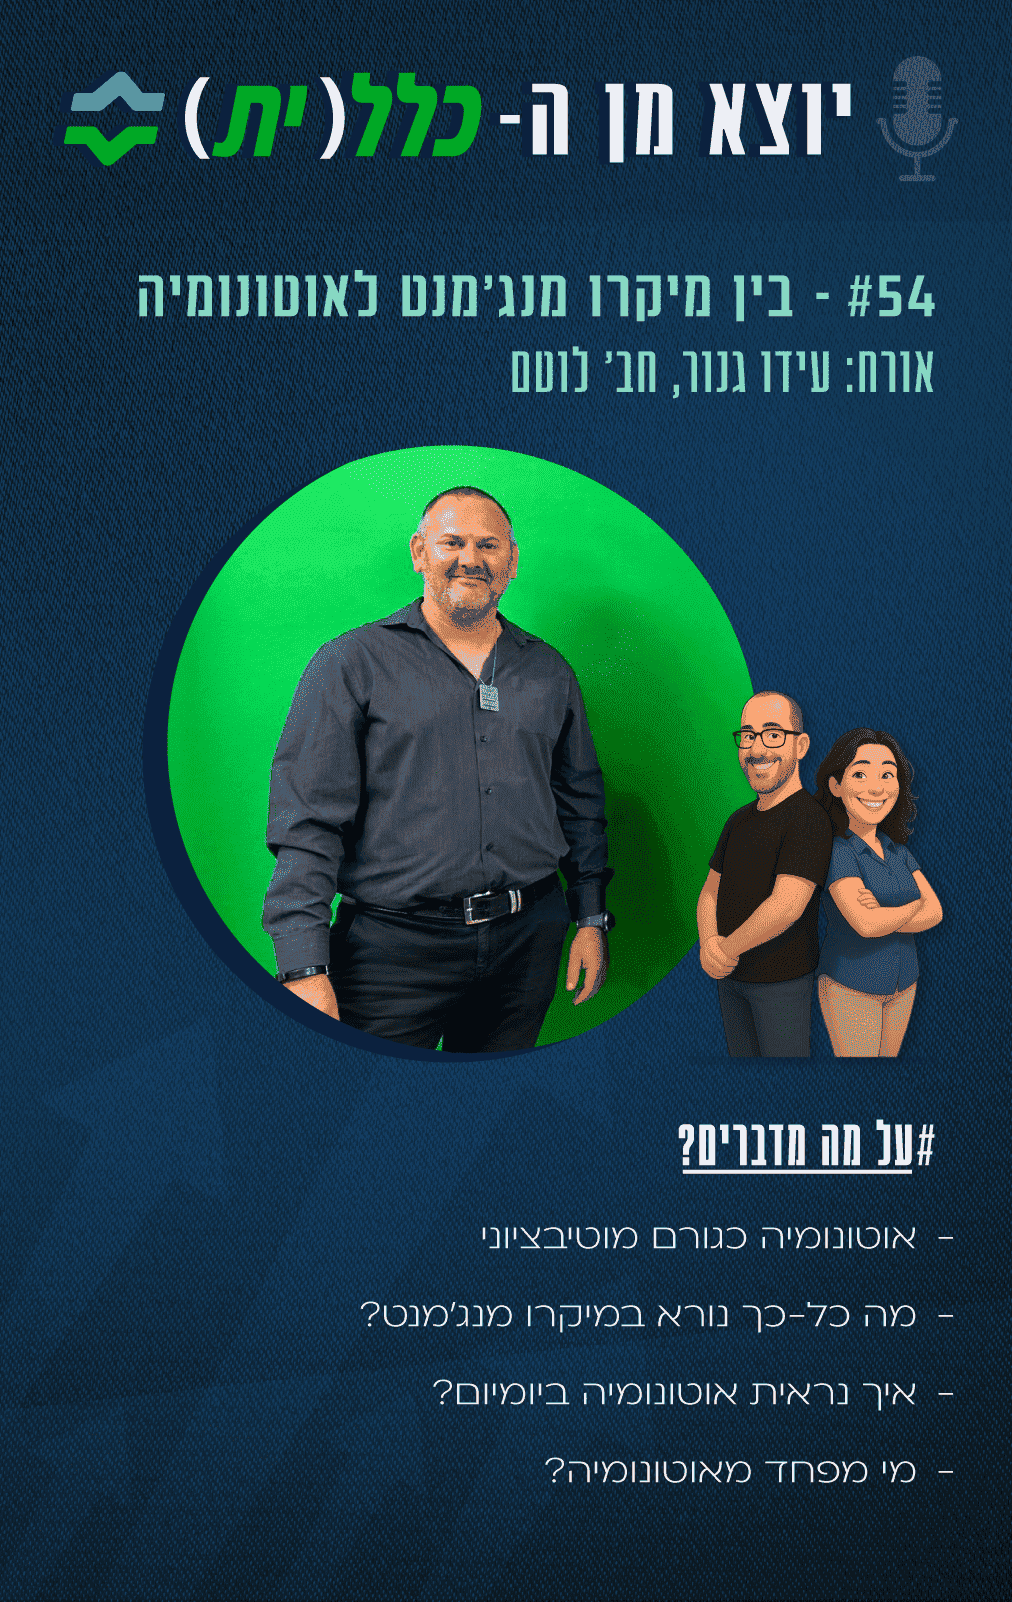 יוצא מן ה-כלל(ית)
#54 - בין מיקרו מנג'מנט לאוטונומיה
אורח: עידו גנור, חב' לוטם
#על מה מדברים?
- אוטונומיה כגורם מוטיבציוני
- מה כל-כך נורא במיקרו מנג'מנט?
- איך נראית אוטונומיה ביומיום?
- מי מפחד מאוטונומיה?